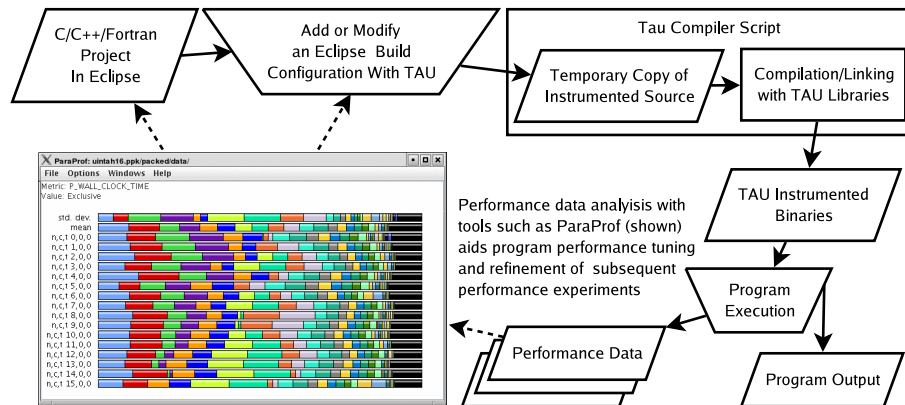 C/C++/Fortran
Project
In Eclipse
Add or Modify
an Eclipse Build
Configuration With TAU
Tau Compiler Script
Temporary Copy of
Instrumented Source
Compilation/Linking
with TAU Libraries
TAU Instrumented
Binaries
Program
Execution
Program Output
Performance Data
Performance data analyisis with
tools such as ParaProf (shown)
aids program performance tuning
and refinement of subsequent
performance experiments
ParaProf: uintah16.ppk/packed/data/
File Options Windows Help
Metric: P_WALL_CLOCK_TIME
Value: Exclusive
std. dev.
mean
n,c,t 0,0,0
n,c,t 1,0,0
n,c,t 2,0,0
n,c,t 3,0,0
n,c,t 4,0,0
n,c,t 5,0,0
n,c,t 6,0,0
n,c,t 7,0,0
n,c,t 8,0,0
n,c,t 9,0,0
n,c,t 10,0,0
n,c,t 11,0,0
n,c,t 12,0,0
n,c,t 13,0,0
n,c,t 14,0,0
n,c,t 15,0,0